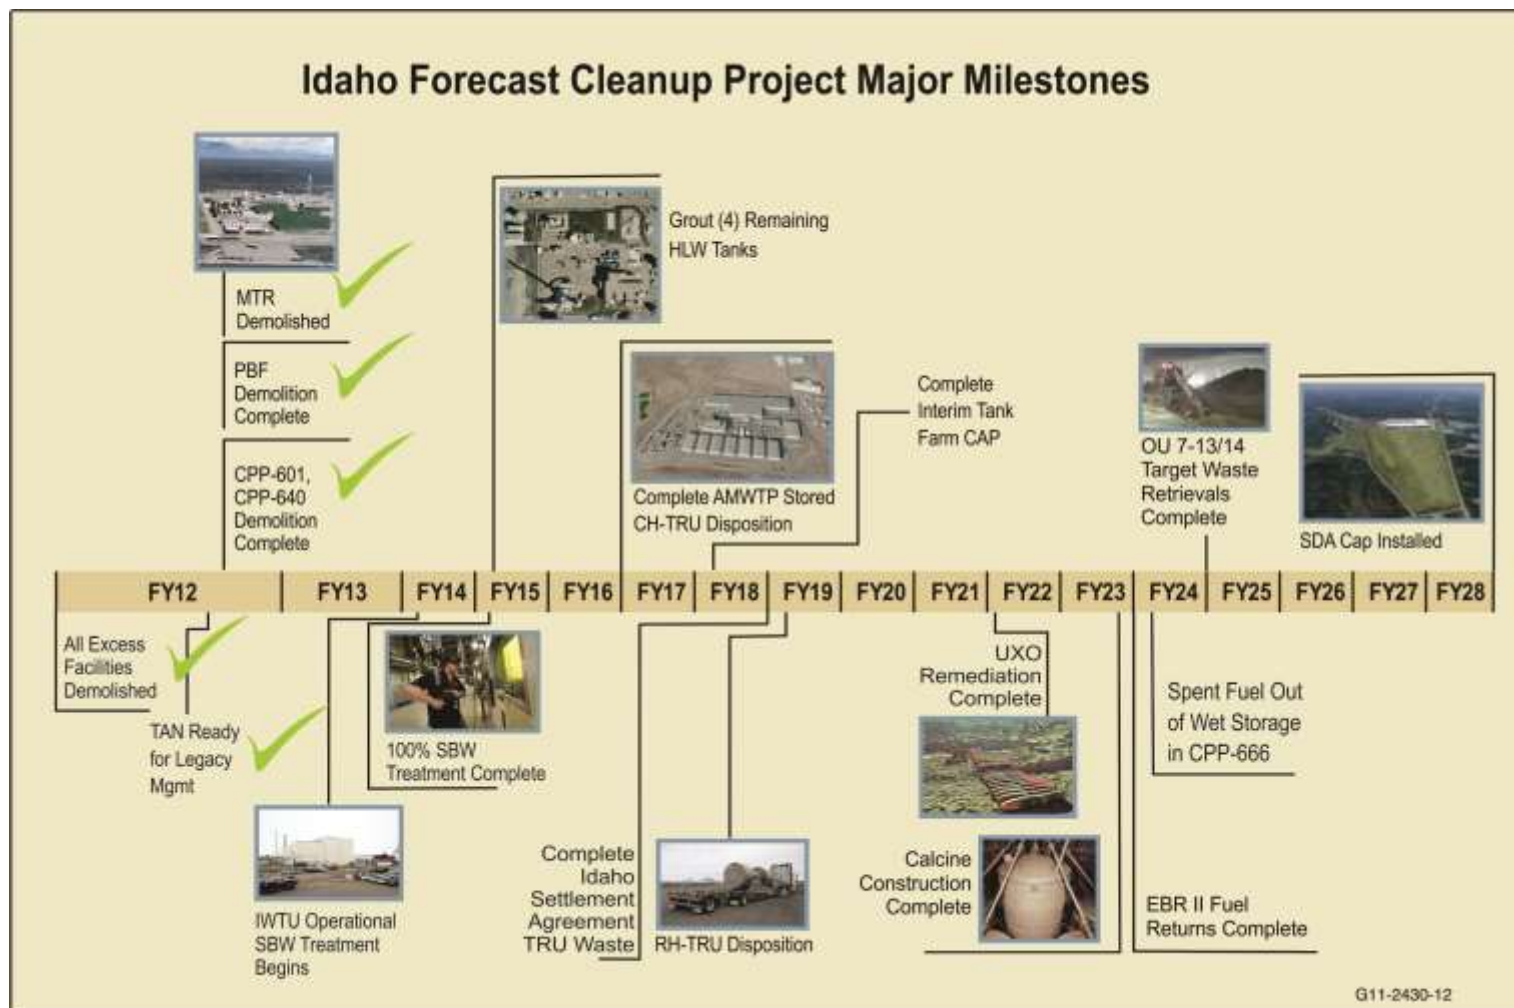 Idaho Forecast Cleanup Project Major Milestones
MTR
Demolished
PBF
Demolition
Complete
CPP-601,
CPP-640
Demolition
Complete
Grout (4) Remaining
HLW Tanks
Complete AMWTP Stored
CH-TRU Disposition
Complete
Interim Tank
Farm CAP
OU 7-13/14
Target Waste
Retrievals
Complete
SDA Cap Installed
FY12 FY13 FY14 FY15 FY16 FY17 FY18 FY19 FY20 FY21 FY22 FY23 FY24 FY25 FY26 FY27 FY28
All Excess
Facilities
Demolished
TAN Ready
for Legacy
Mgmt
IWTU Operational
SBW Treatment
Begins
100% SBW
Treatment Complete
Complete
Idaho
Settlement
Agreement
TRU Waste
RH-TRU Disposition
UXO
Remediation
Complete
Calcine
Construction
Complete
Spent Fuel Out
of Wet Storage
in CPP-666
EBR II Fuel
Returns Complete
G11-2430-12